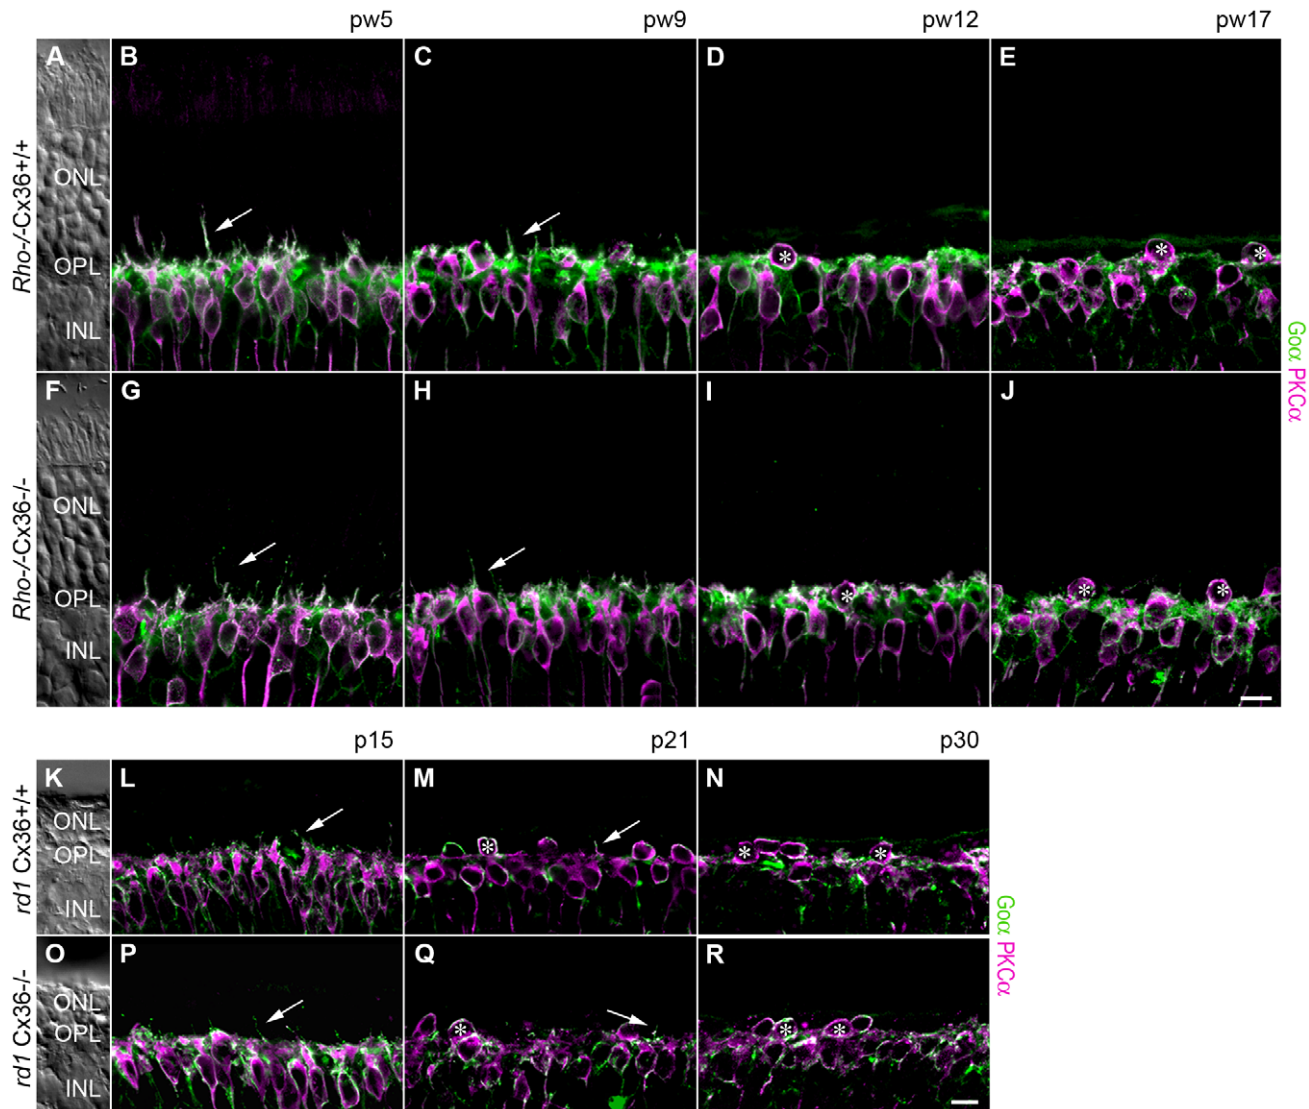 pw5 pw9 pw12 pw17
A B C D E
Rho-/-Cx36+/+
ONL
OPL
*
* *
INL
Goα PKCα
F G H I J
Rho-/-Cx36-/-
ONL
OPL
*
* *
INL
p15 p21 p30
K L M N
rd1 Cx36+/+
ONL
OPL
*
* *
INL
Goα PKCα
O P Q R
rd1 Cx36-/-
ONL
OPL
*
* *
INL